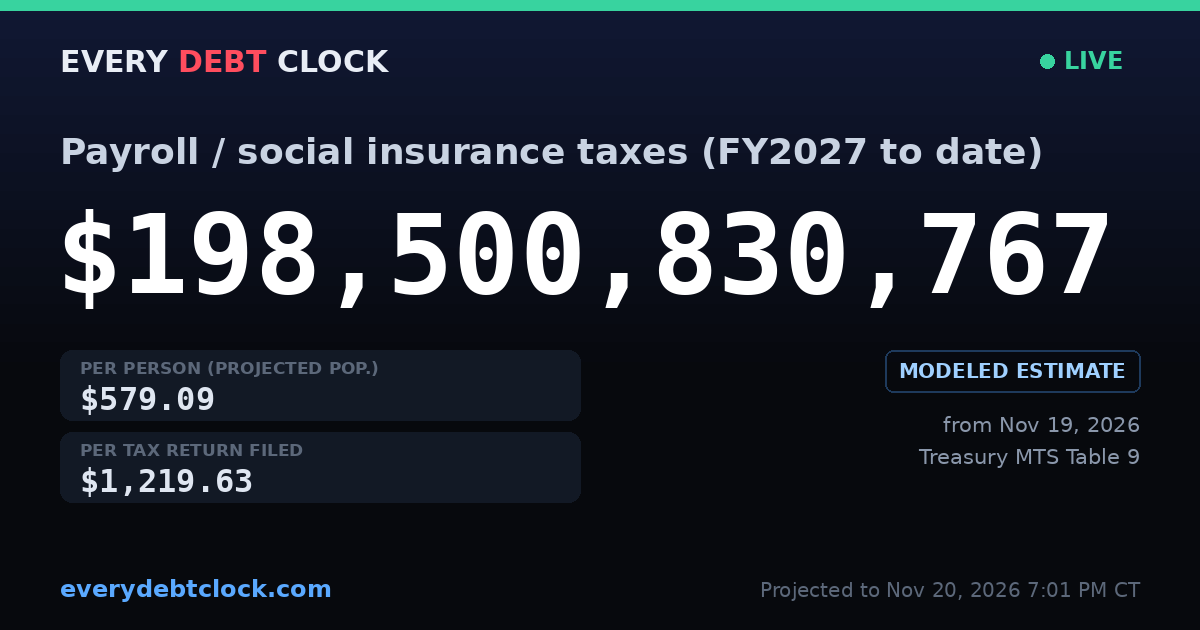 EVERY DEBT CLOCK
LIVE
Payroll / social insurance taxes (FY2027 to date)
$198,500,830,767
PER PERSON (PROJECTED POP.)
$579.09
PER TAX RETURN FILED
$1,219.63
MODELED ESTIMATE
from Nov 19, 2026
Treasury MTS Table 9
everydebtclock.com
Projected to Nov 20, 2026 7:01 PM CT